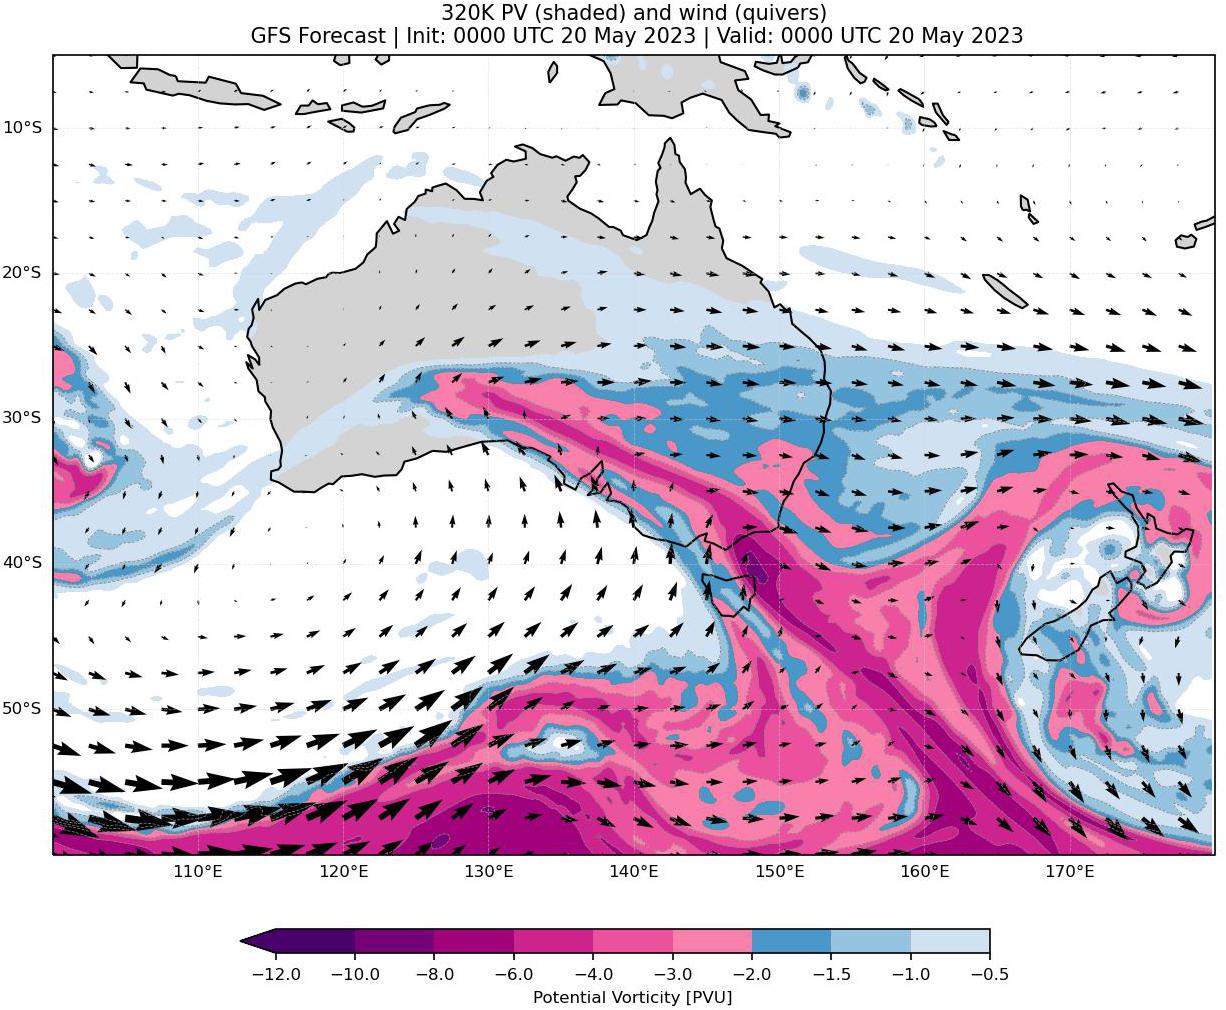 320K PV (shaded) and wind (quivers)
GFS Forecast | Init: 0000 UTC 20 May 2023 | Valid: 0000 UTC 20 May 2023
10°S
20°S
30°S
40°S
50°S
110°E 120°E 130°E 140°E 150°E 160°E 170°E
−12.0 −10.0 −8.0 −6.0 −4.0 −3.0 −2.0 −1.5 −1.0 −0.5
Potential Vorticity [PVU]